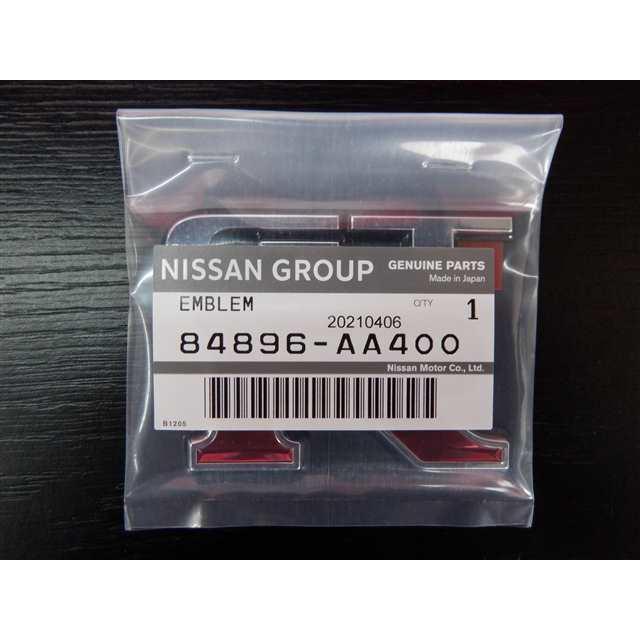 NISSAN GROUP
GENUINE PARTS
Made in Japan
EMBLEM
Q'TY 1
20210406
84896-AA400
Nissan Motor Co., Ltd.
B1205